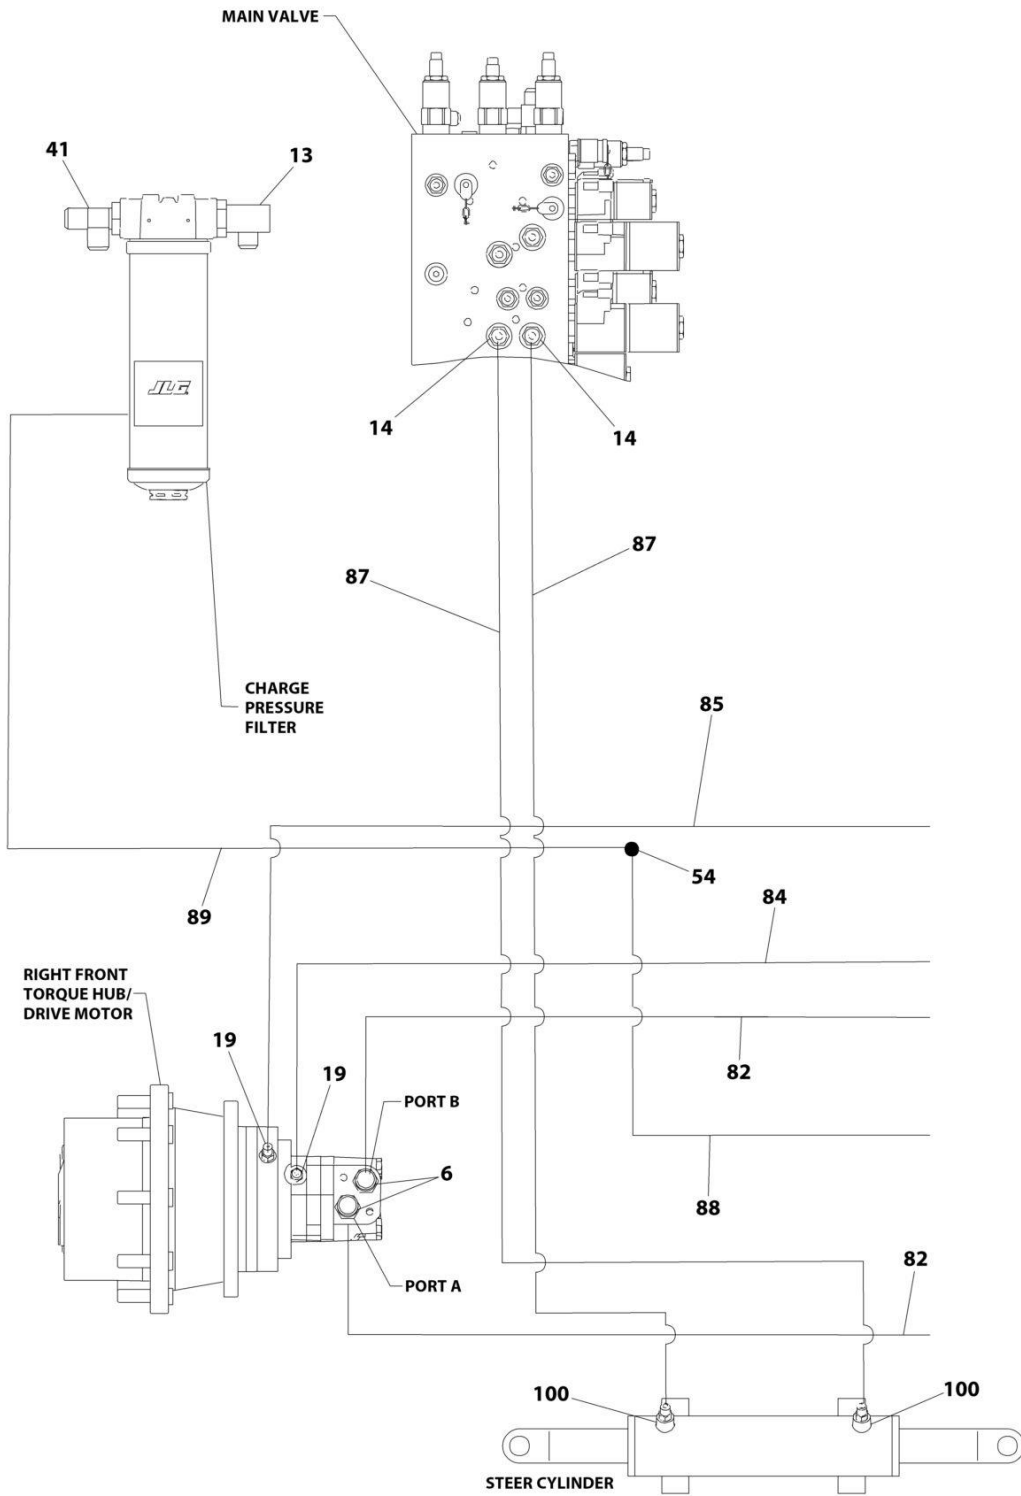 MAIN VALVE
41
13
JLG
14
14
87
87
CHARGE
PRESSURE
FILTER
85
54
89
84
RIGHT FRONT
TORQUE HUB/
DRIVE MOTOR
19
19
82
PORT B
6
88
PORT A
82
100
100
STEER CYLINDER